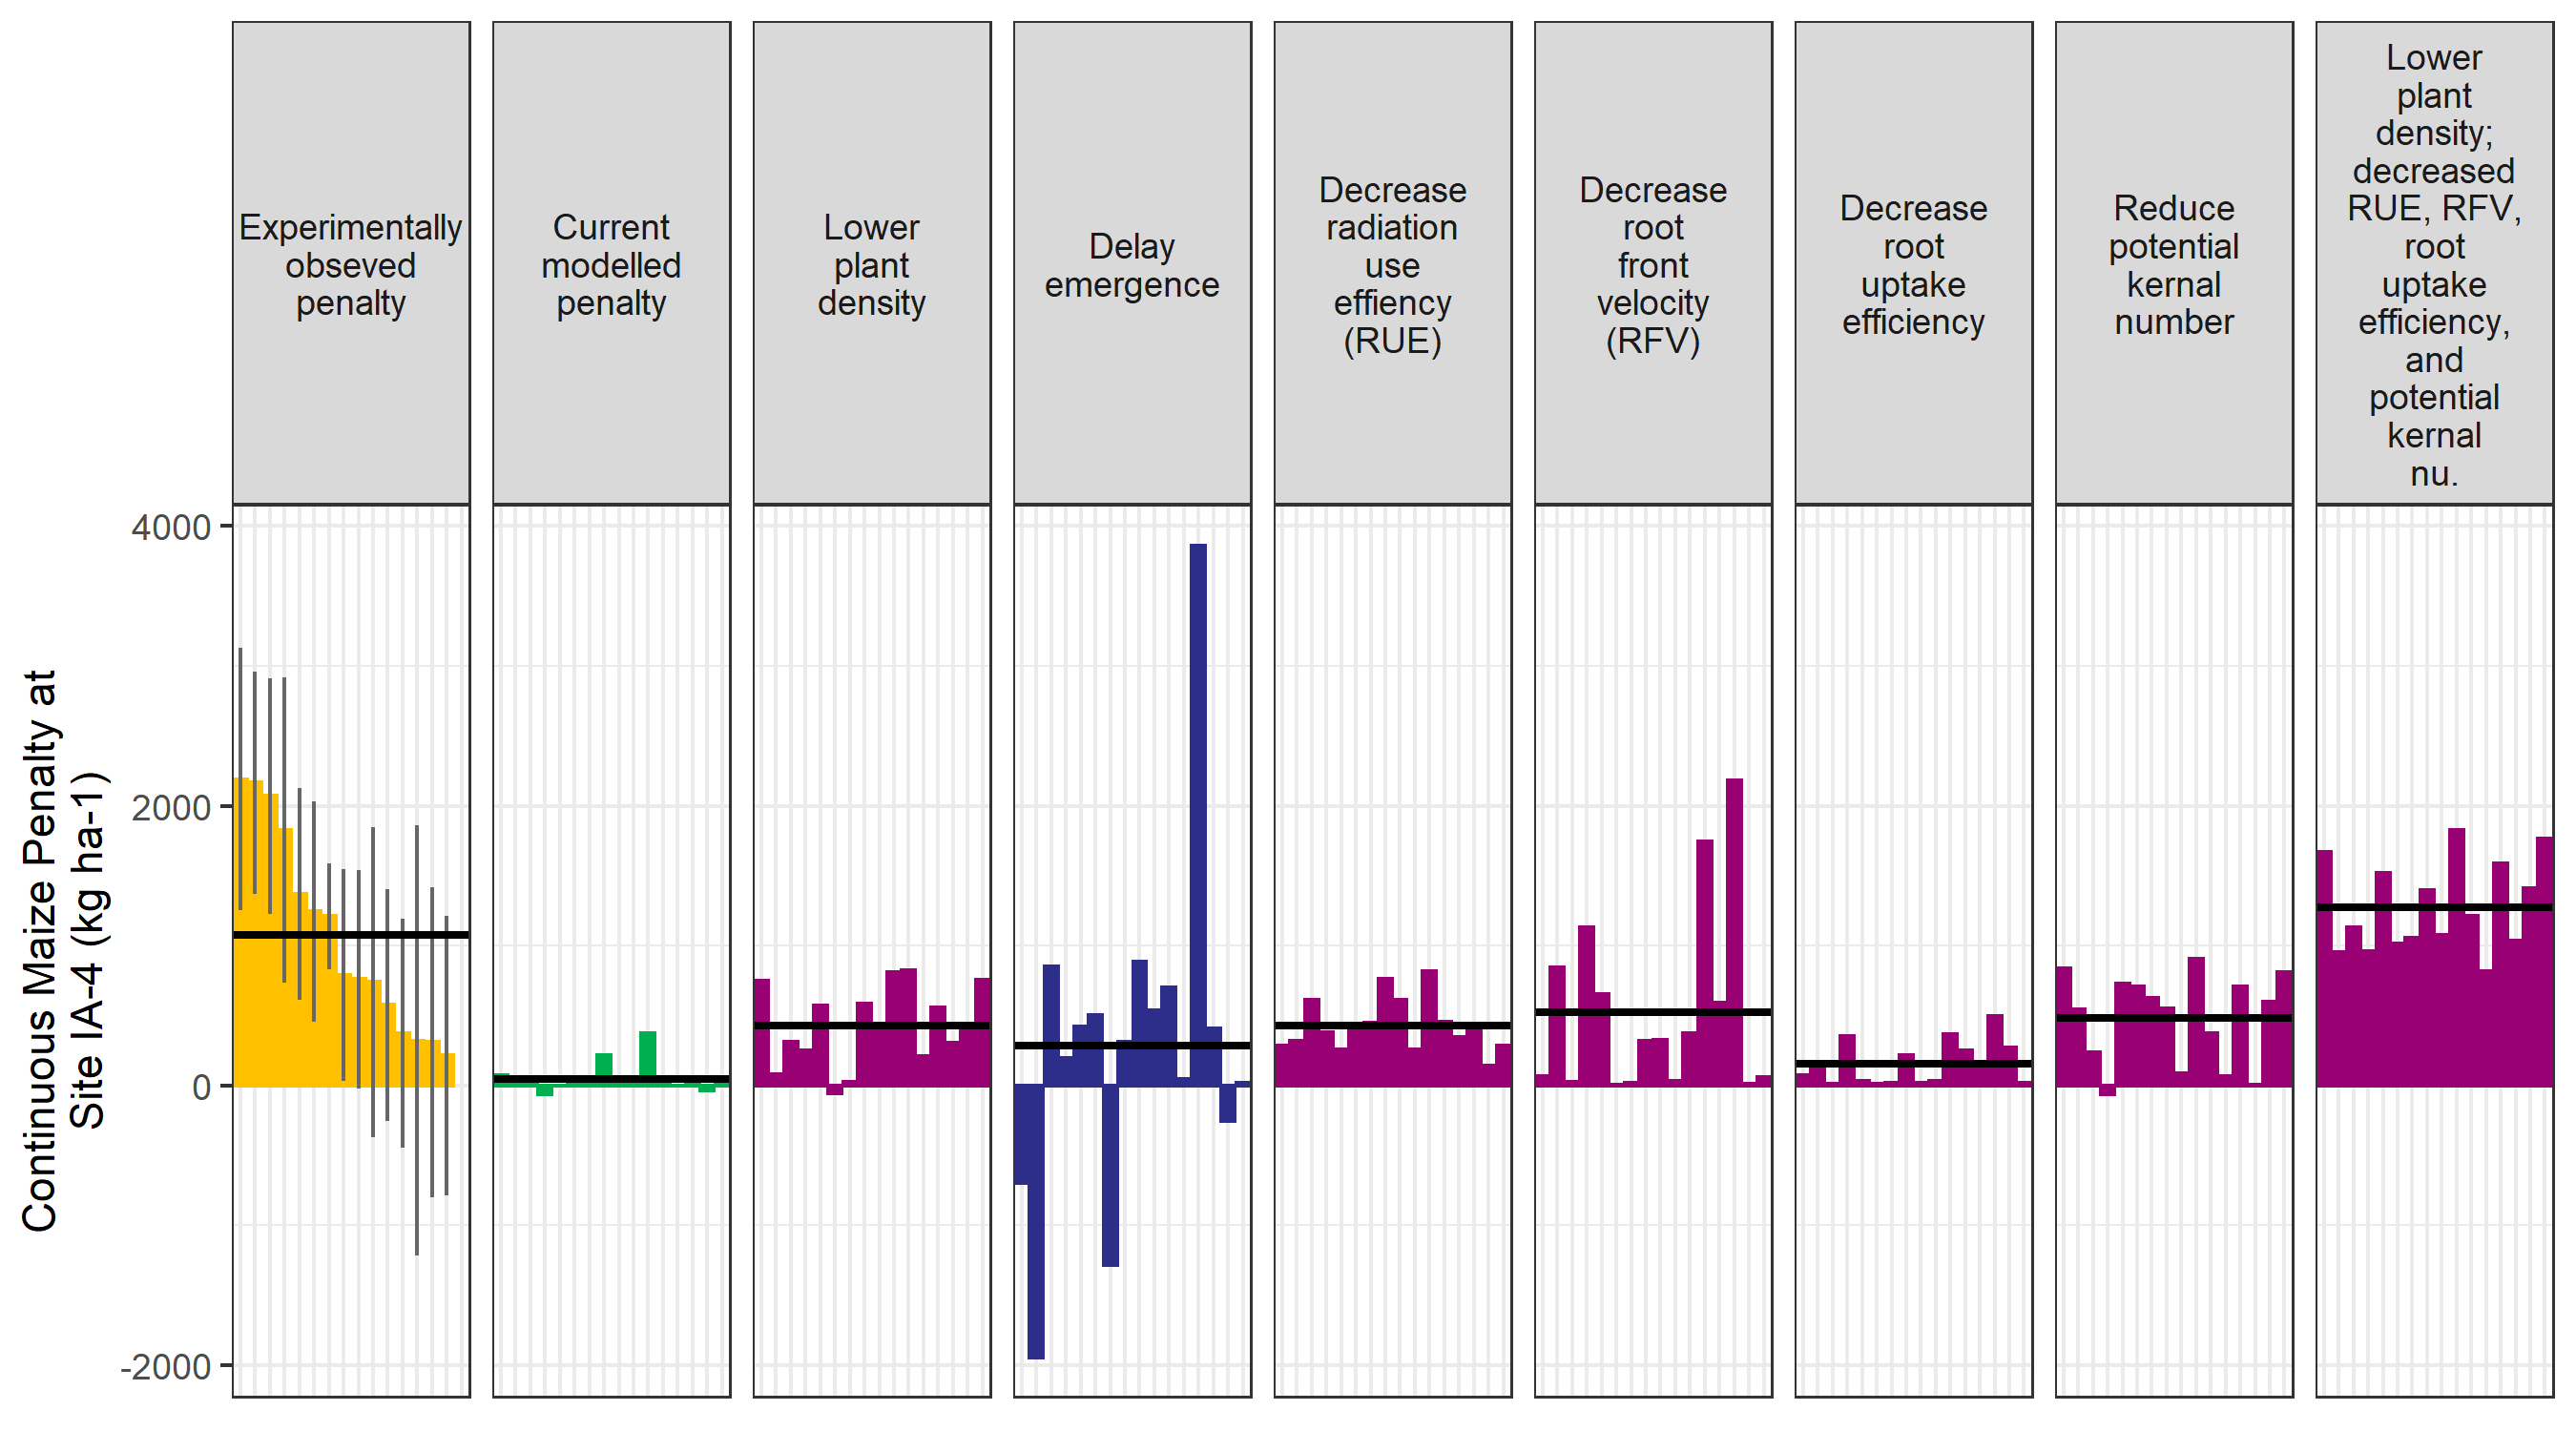 Experimentally
obseved
penalty
Current
modelled
penalty
Lower
plant
density
Delay
emergence
Decrease
radiation
use
effiency
(RUE)
Decrease
root
front
velocity
(RFV)
Decrease
root
uptake
efficiency
Reduce
potential
kernal
number
Lower
plant
density;
decreased
RUE, RFV,
root
uptake
efficiency,
and
potential
kernal
nu.
Continuous Maize Penalty at
Site IA-4 (kg ha-1)
4000
2000
0
-2000